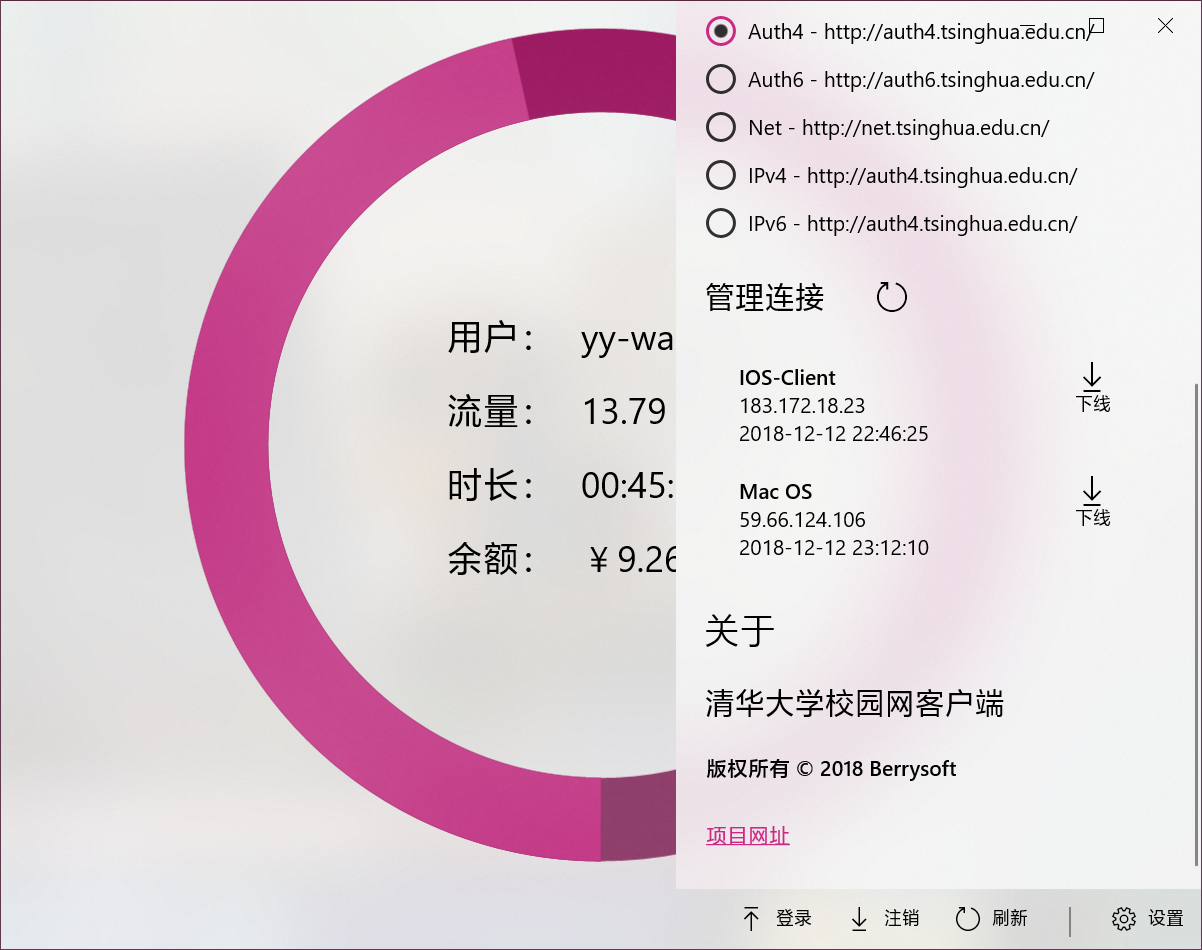 用户： yy-wa
流量： 13.79
时长： 00:45:
余额： ￥9.26
Auth4 - http://auth4.tsinghua.edu.cn/
Auth6 - http://auth6.tsinghua.edu.cn/
Net - http://net.tsinghua.edu.cn/
IPv4 - http://auth4.tsinghua.edu.cn/
IPv6 - http://auth4.tsinghua.edu.cn/
管理连接
IOS-Client
183.172.18.23
2018-12-12 22:46:25
下线
Mac OS
59.66.124.106
2018-12-12 23:12:10
下线
关于
清华大学校园网客户端
版权所有 © 2018 Berrysoft
项目网址
登录 注销 刷新 设置